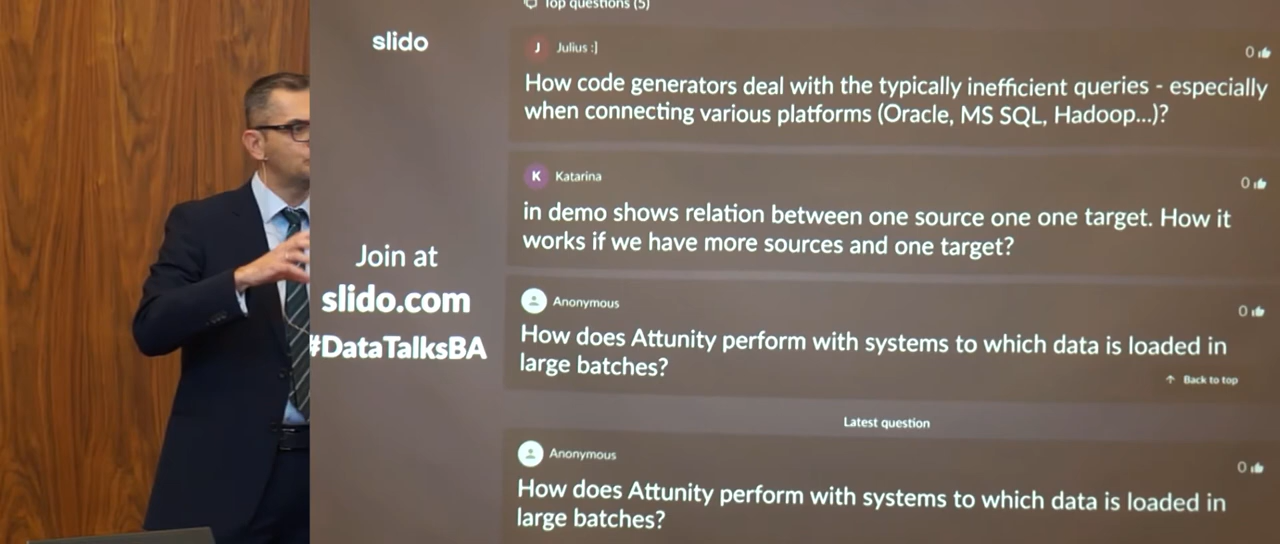 Top questions (5)
slido
J Julius :]
0
How code generators deal with the typically inefficient queries - especially
when connecting various platforms (Oracle, MS SQL, Hadoop...)?
K Katarina
0
in demo shows relation between one source one one target. How it
works if we have more sources and one target?
Join at
slido.com
#DataTalksBA
Anonymous
0
How does Attunity perform with systems to which data is loaded in
large batches?
↑ Back to top
Latest question
Anonymous
0
How does Attunity perform with systems to which data is loaded in
large batches?